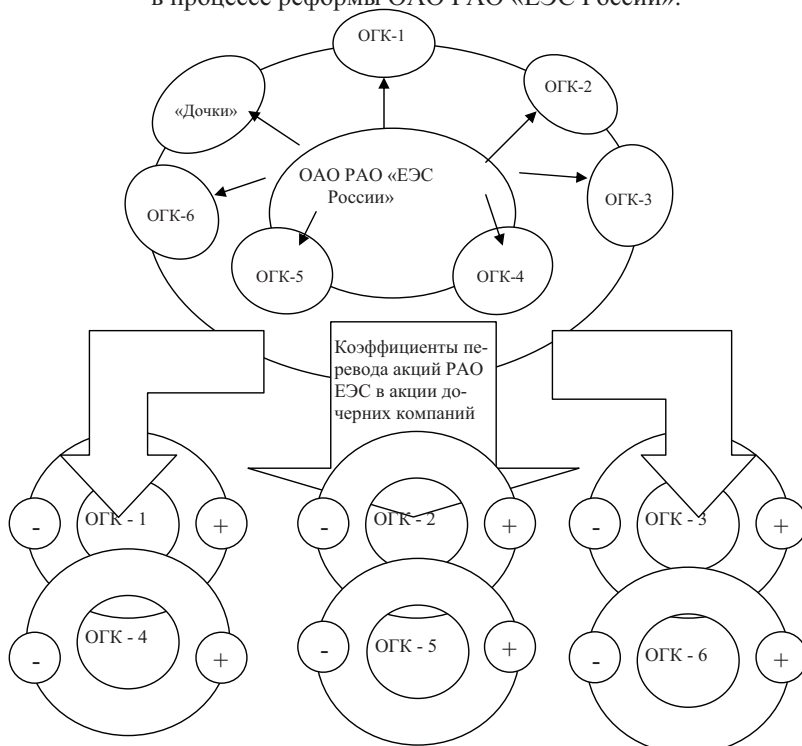 в процессе реформы ОАО РАО «ЕЭС России».
ОГК-1
ОГК-2
«Дочки»
ОАО РАО «ЕЭС
России»
ОГК-3
ОГК-6
ОГК-5
ОГК-4
Коэффициенты пе-
ревода акций РАО
ЕЭС в акции до-
черних компаний
-
ОГК - 1
+
-
ОГК - 2
+
-
ОГК - 3
+
-
ОГК - 4
+
-
ОГК - 5
+
-
ОГК - 6
+